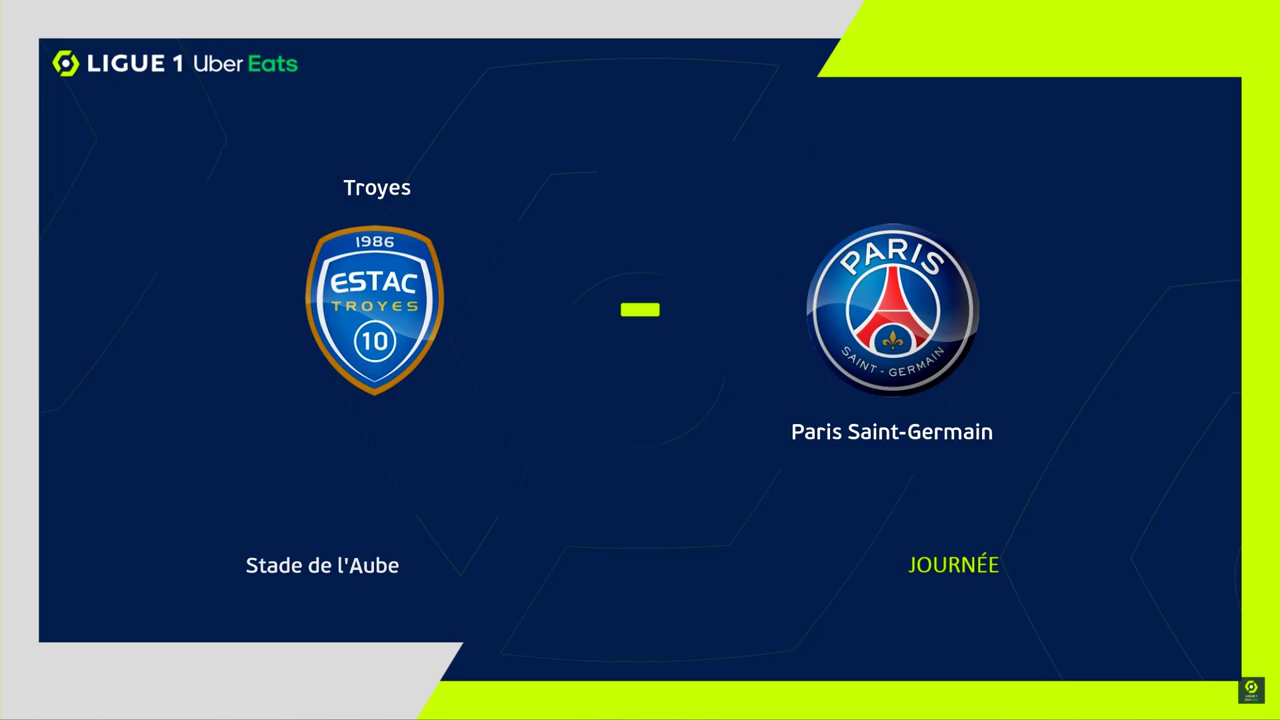 LIGUE 1 Uber Eats
Troyes
1986
ESTAC
TROYES
10
PARIS
SAINT-GERMAIN
Paris Saint-Germain
Stade de l'Aube
JOURNÉE